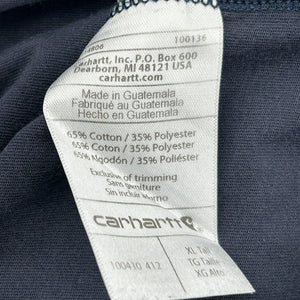 100136
Carhartt, Inc. P.O. Box 600
Dearborn, MI 48121 USA
carhartt.com
Made in Guatemala
Fabriqué au Guatemala
Hecho en Guatemala
65% Cotton / 35% Polyester
65% Coton / 35% Polyester
65% Algodón / 35% Poliéster
Exclusive of trimming
Sans garniture
Sin incluir adorno
carhartt
XL Tall
TG Taille
XG Alto
100410 412